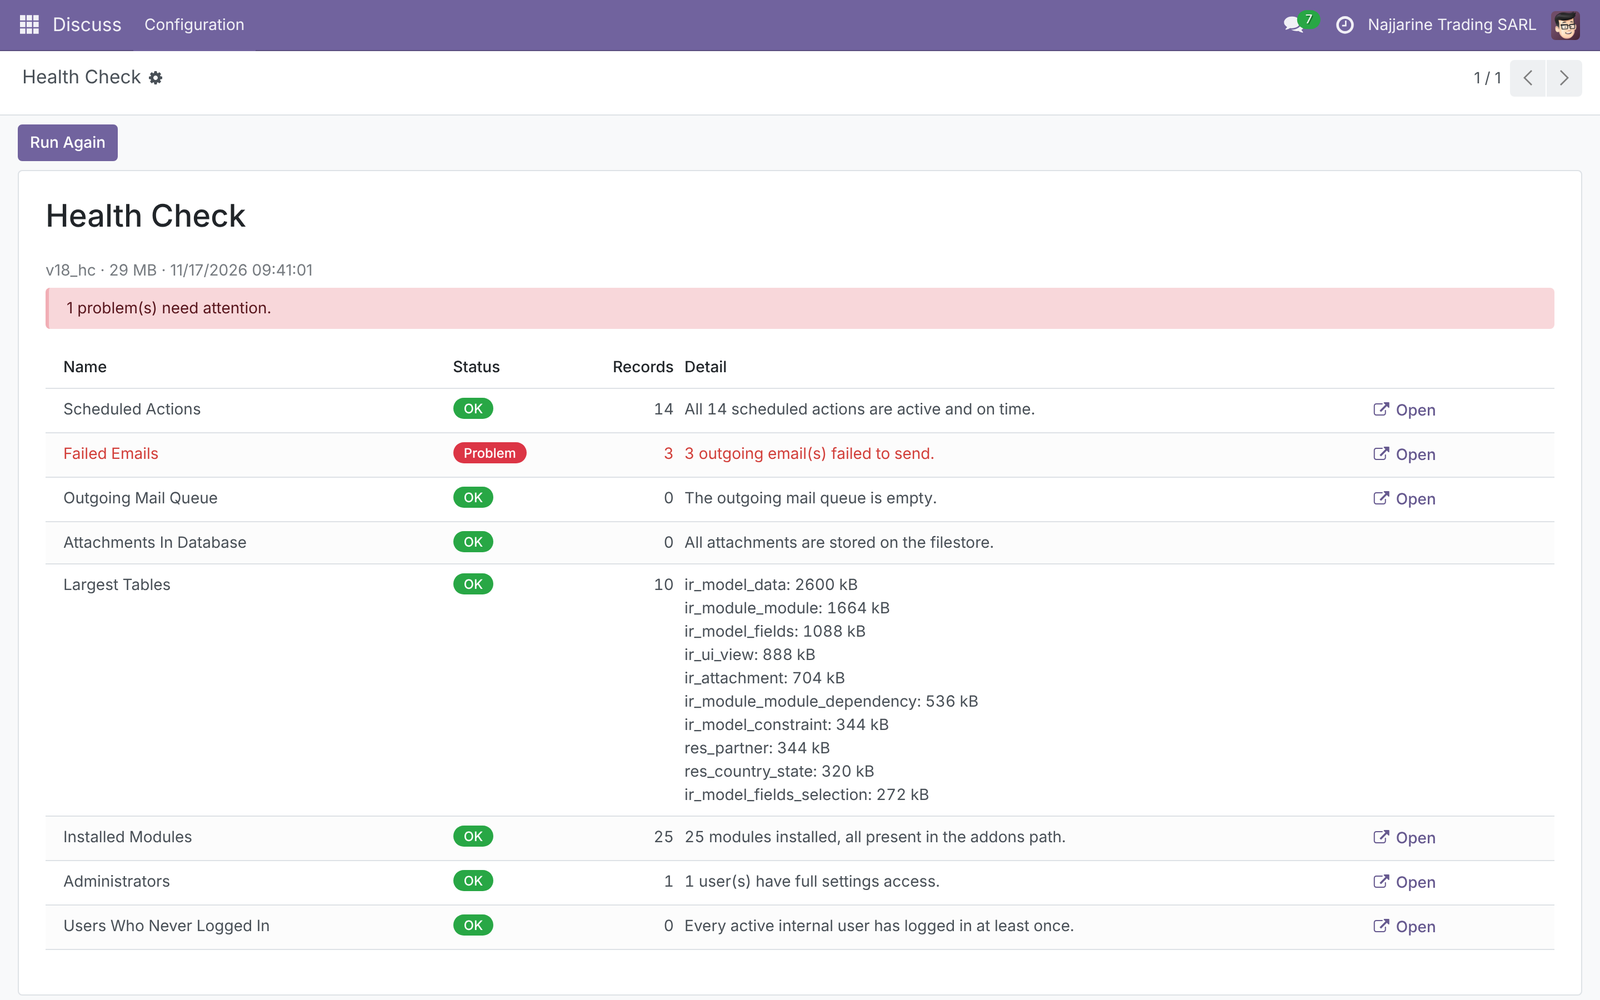 Discuss Configuration 7 Najjarine Trading SARL
Health Check 1 / 1
Run Again
Health Check
v18_hc · 29 MB · 11/17/2026 09:41:01
1 problem(s) need attention.
Name Status Records Detail
Scheduled Actions OK 14 All 14 scheduled actions are active and on time. Open
Failed Emails Problem 3 3 outgoing email(s) failed to send. Open
Outgoing Mail Queue OK 0 The outgoing mail queue is empty. Open
Attachments In Database OK 0 All attachments are stored on the filestore.
Largest Tables OK 10 ir_model_data: 2600 kB
ir_module_module: 1664 kB
ir_model_fields: 1088 kB
ir_ui_view: 888 kB
ir_attachment: 704 kB
ir_module_module_dependency: 536 kB
ir_model_constraint: 344 kB
res_partner: 344 kB
res_country_state: 320 kB
ir_model_fields_selection: 272 kB
Installed Modules OK 25 25 modules installed, all present in the addons path. Open
Administrators OK 1 1 user(s) have full settings access. Open
Users Who Never Logged In OK 0 Every active internal user has logged in at least once. Open